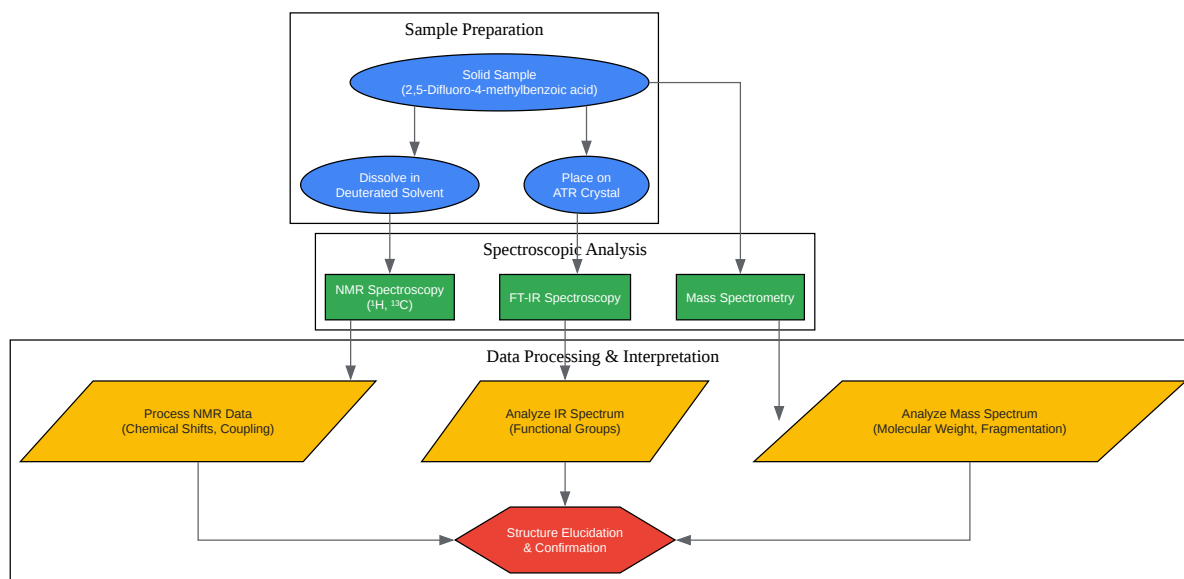 Sample Preparation
Solid Sample
(2,5-Difluoro-4-methylbenzoic acid)
Dissolve in
Deuterated Solvent
Place on
ATR Crystal
Spectroscopic Analysis
NMR Spectroscopy
(¹H, ¹³C)
FT-IR Spectroscopy
Mass Spectrometry
Data Processing & Interpretation
Process NMR Data
(Chemical Shifts, Coupling)
Analyze IR Spectrum
(Functional Groups)
Analyze Mass Spectrum
(Molecular Weight, Fragmentation)
Structure Elucidation
& Confirmation